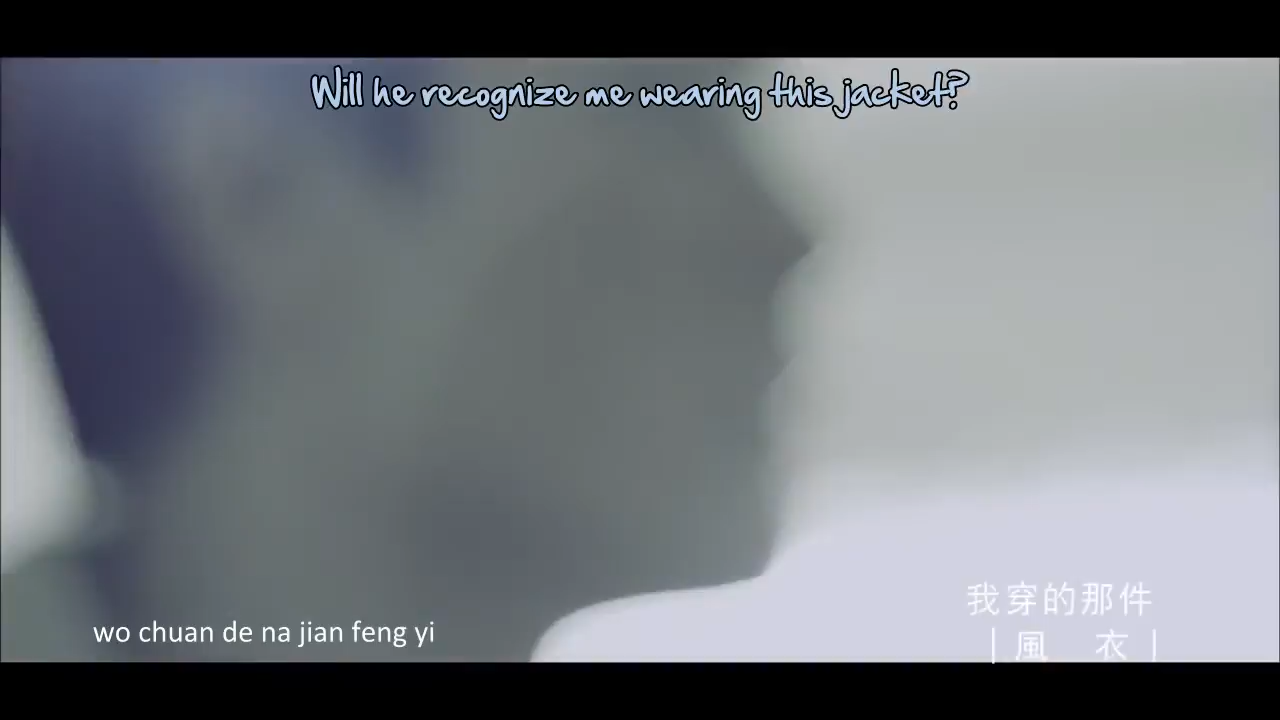 Will he recognize me wearing this jacket?
我穿的那件
wo chuan de na jian feng yi
|風 衣|